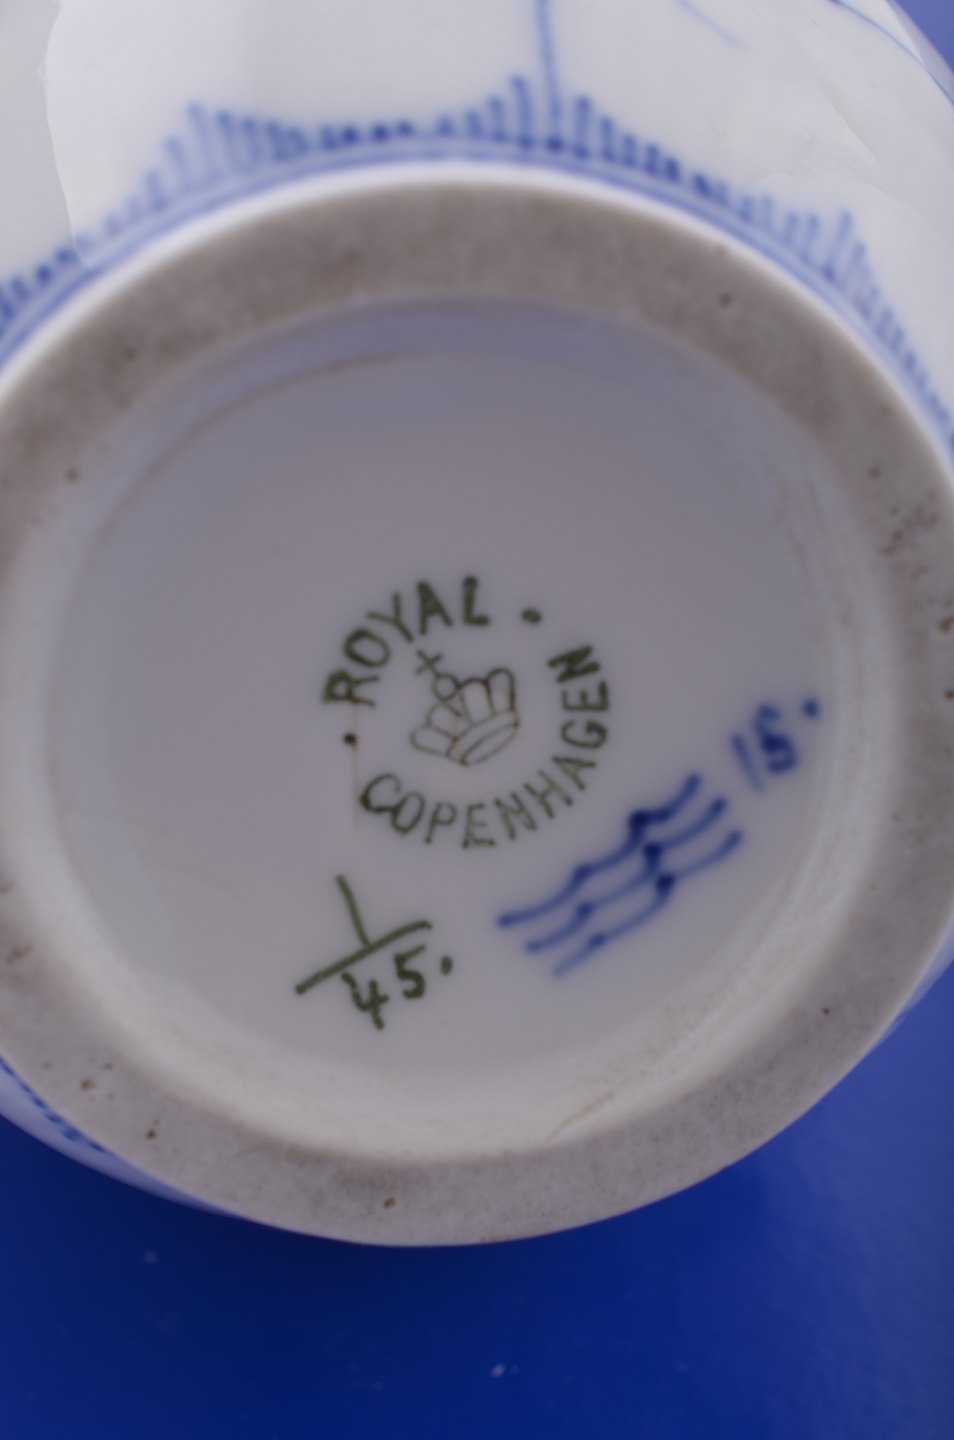 ROYAL.
COPENHAGEN
1
45.
15.